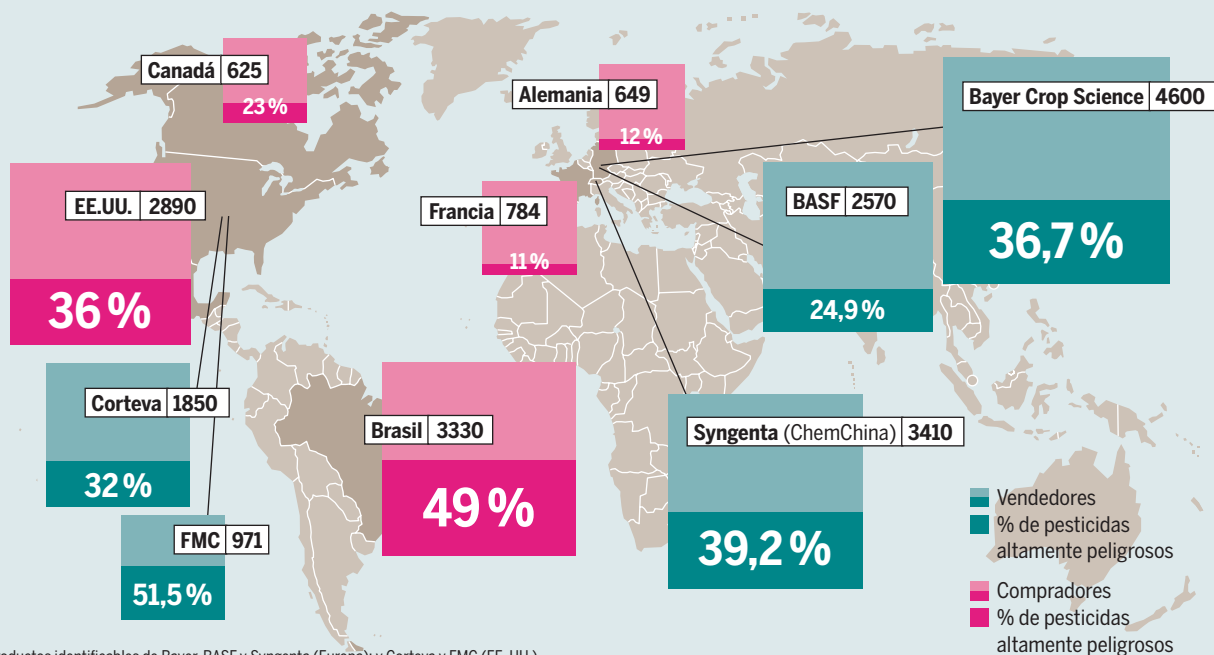 Canadá 625
23 %
Alemania 649
12 %
Bayer Crop Science 4600
36,7 %
EE.UU. 2890
36 %
Francia 784
11 %
BASF 2570
24,9 %
Corteva 1850
32 %
Brasil 3330
49 %
Syngenta (ChemChina) 3410
39,2 %
FMC 971
51,5 %
Vendedores
% de pesticidas
altamente peligrosos
Compradores
% de pesticidas
altamente peligrosos